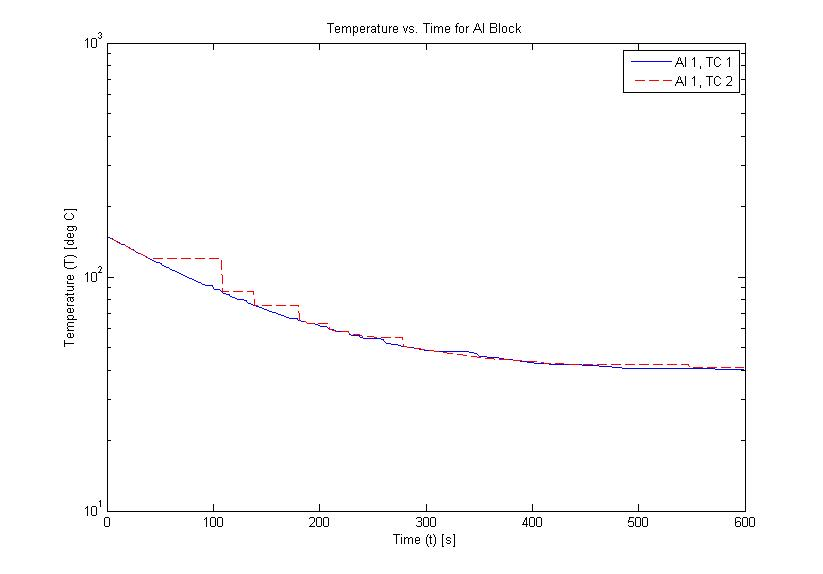 Temperature vs. Time for Al Block
10^3
Al 1, TC 1
Al 1, TC 2
Temperature (T) [deg C]
10^2
10^1
0 100 200 300 400 500 600
Time (t) [s]